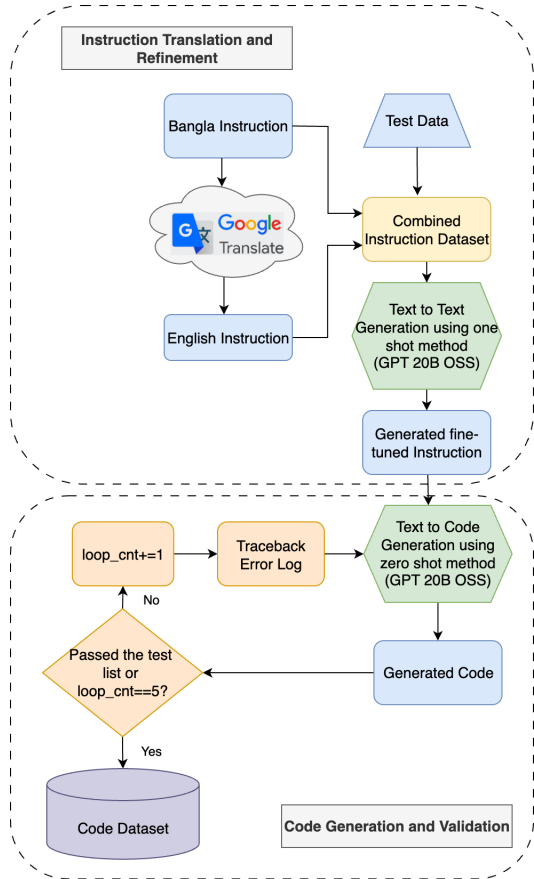 Instruction Translation and
Refinement
Bangla Instruction
Test Data
G 文
Google
Translate
Combined
Instruction Dataset
English Instruction
Text to Text
Generation using one
shot method
(GPT 20B OSS)
Generated fine-
tuned Instruction
loop_cnt+=1
Traceback
Error Log
Text to Code
Generation using
zero shot method
(GPT 20B OSS)
No
Passed the test
list or
loop_cnt==5?
Generated Code
Yes
Code Dataset
Code Generation and Validation